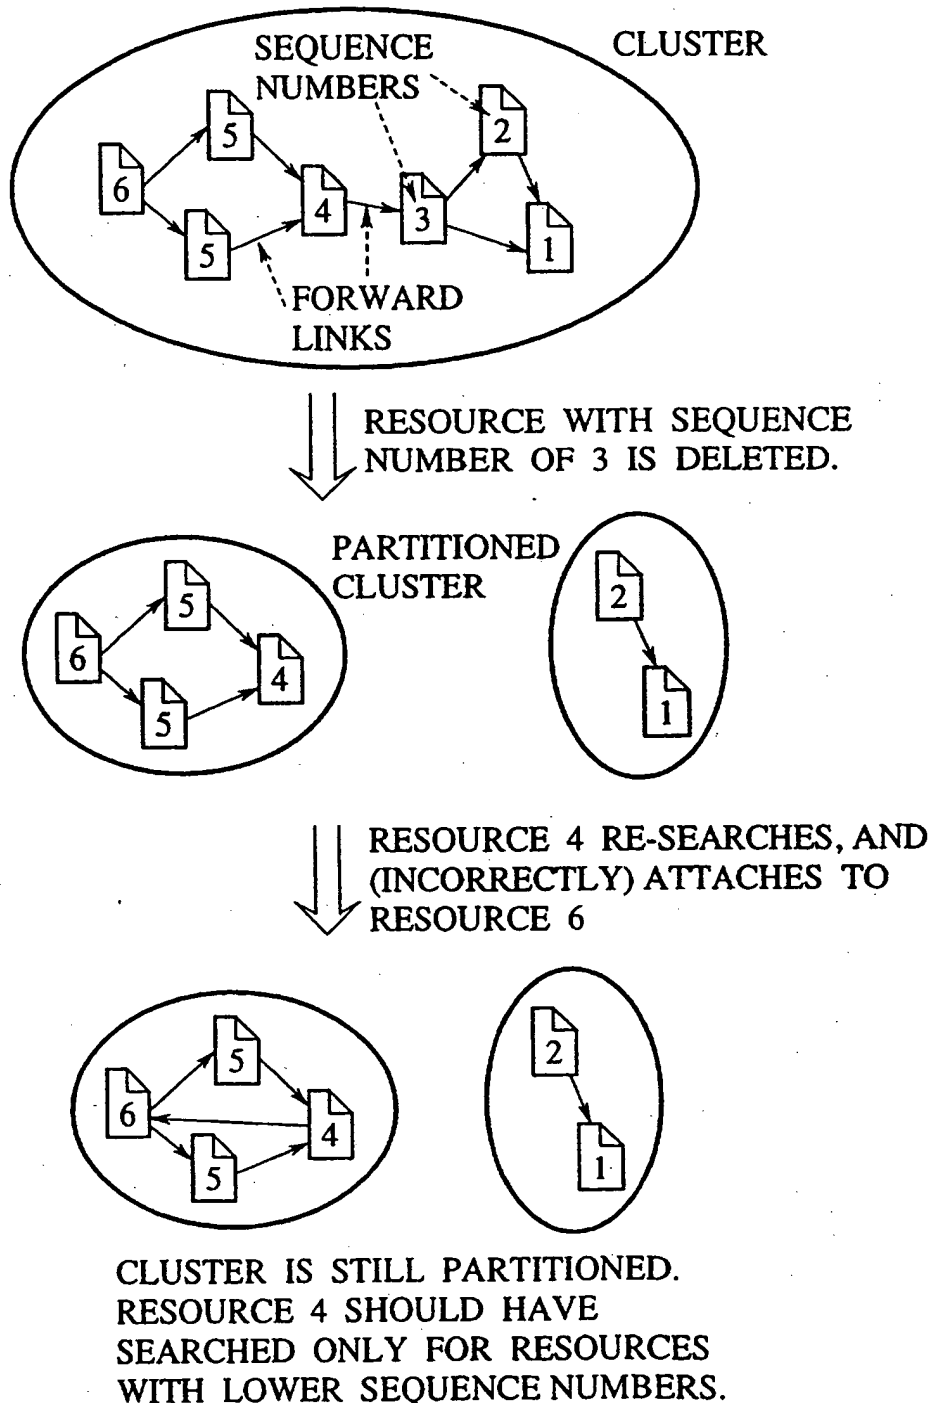 SEQUENCE
NUMBERS
CLUSTER
2
5
6
4
3
5
1
FORWARD
LINKS
RESOURCE WITH SEQUENCE
NUMBER OF 3 IS DELETED.
PARTITIONED
CLUSTER
5
2
6
4
5
1
RESOURCE 4 RE-SEARCHES, AND
(INCORRECTLY) ATTACHES TO
RESOURCE 6
5
2
6
4
5
1
CLUSTER IS STILL PARTITIONED.
RESOURCE 4 SHOULD HAVE
SEARCHED ONLY FOR RESOURCES
WITH LOWER SEQUENCE NUMBERS.